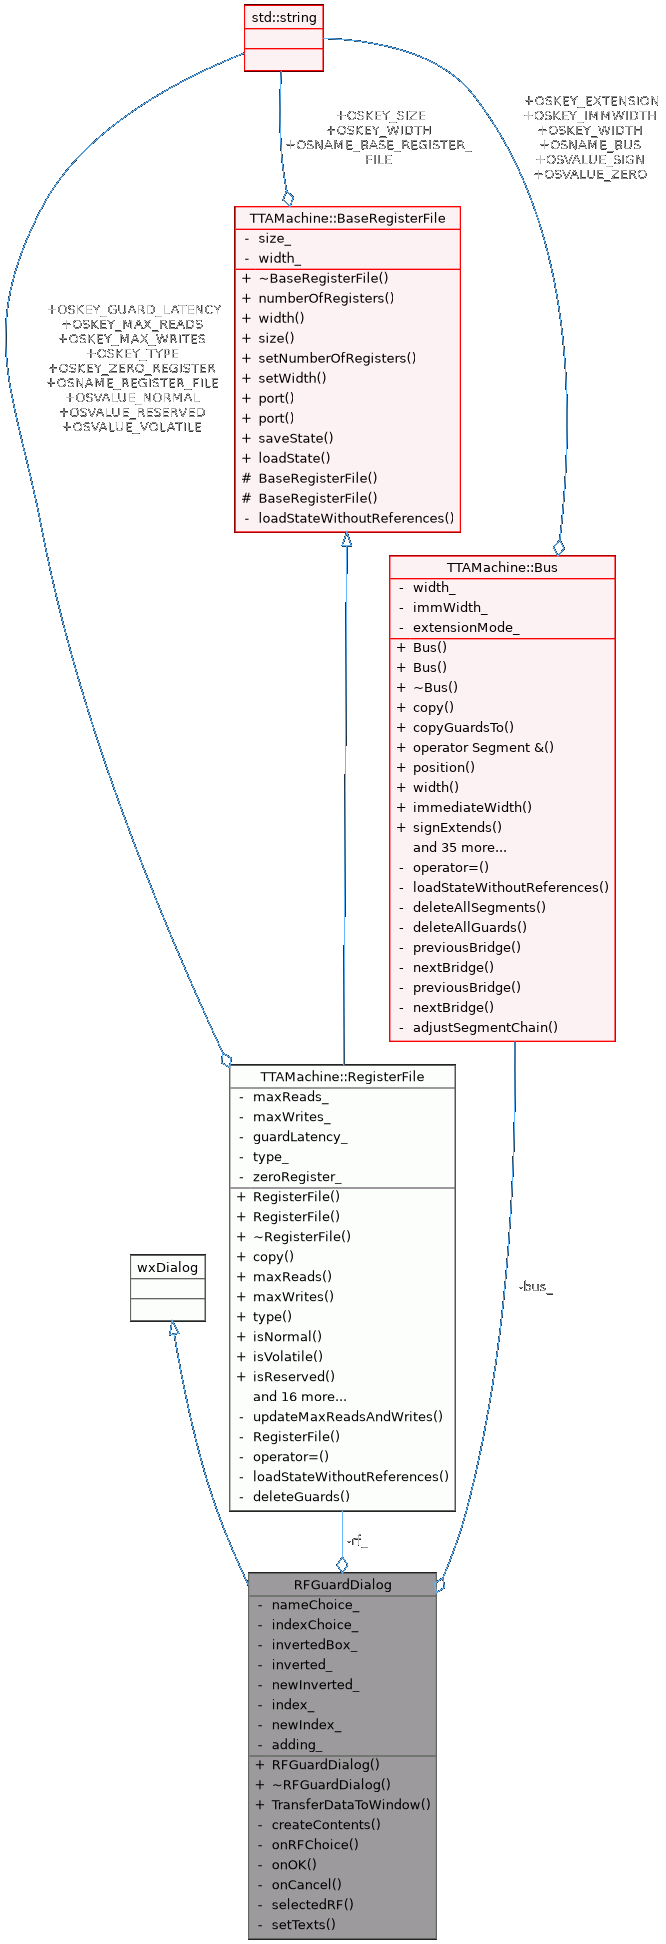 std::string
+OSKEY_EXTENSION
+OSKEY_IMMWIDTH
+OSKEY_WIDTH
+OSNAME_BUS
+OSVALUE_SIGN
+OSVALUE_ZERO
+OSKEY_SIZE
+OSKEY_WIDTH
+OSNAME_BASE_REGISTER_
FILE
TTAMachine::BaseRegisterFile
- size_
- width_
+ ~BaseRegisterFile()
+ numberOfRegisters()
+ width()
+ size()
+ setNumberOfRegisters()
+ setWidth()
+ port()
+ port()
+ saveState()
+ loadState()
# BaseRegisterFile()
# BaseRegisterFile()
- loadStateWithoutReferences()
+OSKEY_GUARD_LATENCY
+OSKEY_MAX_READS
+OSKEY_MAX_WRITES
+OSKEY_TYPE
+OSKEY_ZERO_REGISTER
+OSNAME_REGISTER_FILE
+OSVALUE_NORMAL
+OSVALUE_RESERVED
+OSVALUE_VOLATILE
TTAMachine::Bus
- width_
- immWidth_
- extensionMode_
+ Bus()
+ Bus()
+ ~Bus()
+ copy()
+ copyGuardsTo()
+ operator Segment &()
+ position()
+ width()
+ immediateWidth()
+ signExtends()
and 35 more...
- operator=()
- loadStateWithoutReferences()
- deleteAllSegments()
- deleteAllGuards()
- previousBridge()
- nextBridge()
- previousBridge()
- nextBridge()
- adjustSegmentChain()
TTAMachine::RegisterFile
- maxReads_
- maxWrites_
- guardLatency_
- type_
- zeroRegister_
+ RegisterFile()
+ RegisterFile()
+ ~RegisterFile()
+ copy()
+ maxReads()
+ maxWrites()
+ type()
+ isNormal()
+ isVolatile()
+ isReserved()
and 16 more...
- updateMaxReadsAndWrites()
- RegisterFile()
- operator=()
- loadStateWithoutReferences()
- deleteGuards()
wxDialog
-bus_
-rf_
RFGuardDialog
- nameChoice_
- indexChoice_
- invertedBox_
- inverted_
- newInverted_
- index_
- newIndex_
- adding_
+ RFGuardDialog()
+ ~RFGuardDialog()
+ TransferDataToWindow()
- createContents()
- onRFChoice()
- onOK()
- onCancel()
- selectedRF()
- setTexts()